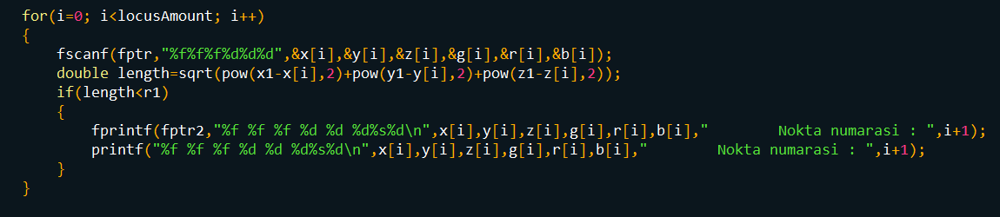 for(i=0; i<locusAmount; i++)
{
    fscanf(fptr,"%f%f%f%d%d%d",&x[i],&y[i],&z[i],&g[i],&r[i],&b[i]);
    double length=sqrt(pow(x1-x[i],2)+pow(y1-y[i],2)+pow(z1-z[i],2));
    if(length<r1)
    {
        fprintf(fptr2,"%f %f %f %d %d %d%s%d\n",x[i],y[i],z[i],g[i],r[i],b[i],"         Nokta numarasi : ",i+1);
        printf("%f %f %f %d %d %d%s%d\n",x[i],y[i],z[i],g[i],r[i],b[i],"         Nokta numarasi : ",i+1);
    }
}